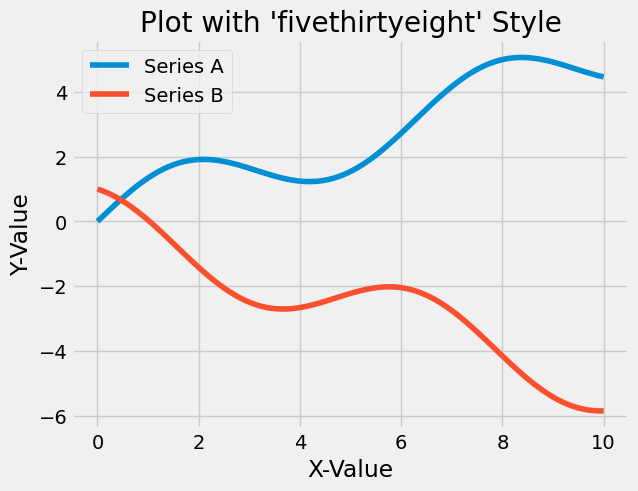 Plot with 'fivethirtyeight' Style
Series A
Series B
Y-Value
4
2
0
−2
−4
−6
0 2 4 6 8 10
X-Value